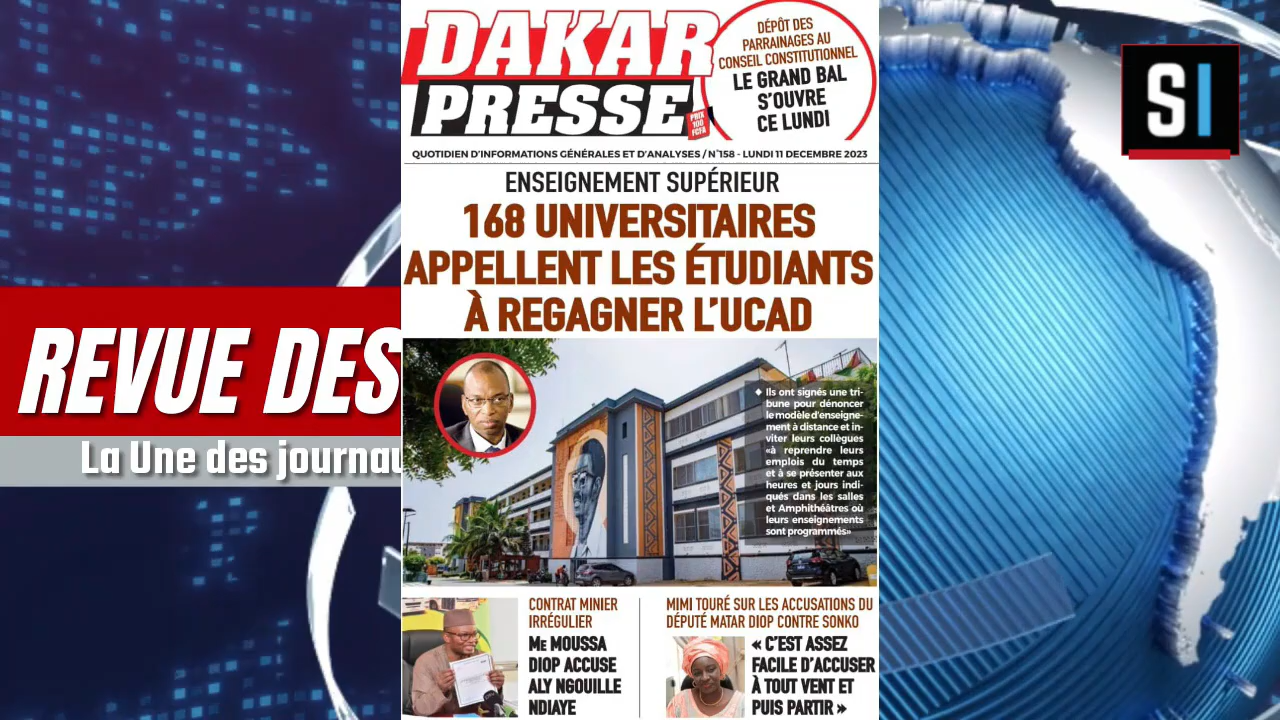 REVUE DES
La Une des journau
DAKAR
PRESSE
PRIX
100
FCFA
DÉPÔT DES
PARRAINAGES AU
CONSEIL CONSTITUTIONNEL
LE GRAND BAL
S'OUVRE
CE LUNDI
QUOTIDIEN D'INFORMATIONS GÉNÉRALES ET D'ANALYSES / N°158 - LUNDI 11 DECEMBRE 2023
ENSEIGNEMENT SUPÉRIEUR
168 UNIVERSITAIRES
APPELLENT LES ÉTUDIANTS
À REGAGNER L'UCAD
◆ Ils ont signés une tri-
bune pour dénoncer
le modèle d'enseigne-
ment à distance et in-
viter leurs collègues
«à reprendre leurs
emplois du temps
et à se présenter aux
heures et jours indi-
qués dans les salles
et Amphithéâtres où
leurs enseignements
sont programmés»
CONTRAT MINIER
IRRÉGULIER
ME MOUSSA
DIOP ACCUSE
ALY NGOUILLE
NDIAYE
MIMI TOURÉ SUR LES ACCUSATIONS DU
DÉPUTÉ MATAR DIOP CONTRE SONKO
« C'EST ASSEZ
FACILE D'ACCUSER
À TOUT VENT ET
PUIS PARTIR »
SI